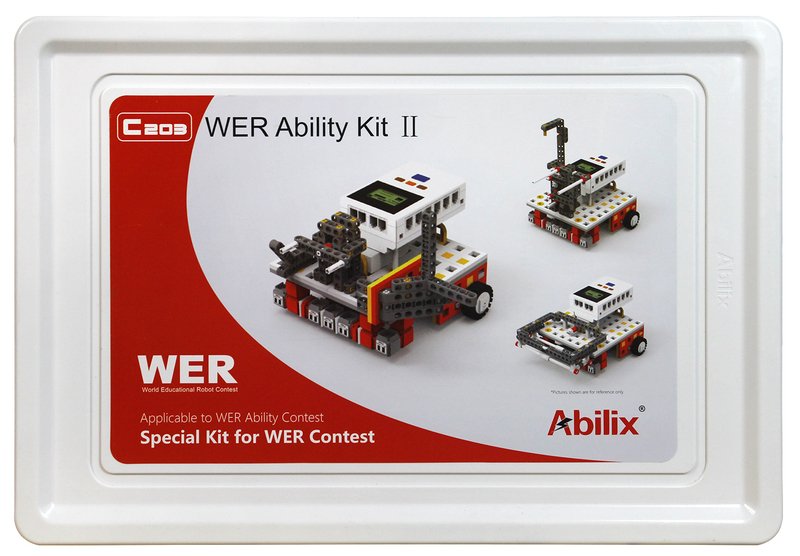 C203 WER Ability Kit II
WER
World Educational Robot Contest
Applicable to WER Ability Contest
Special Kit for WER Contest
*Pictures shown are for reference only
Abilix®
Abilix